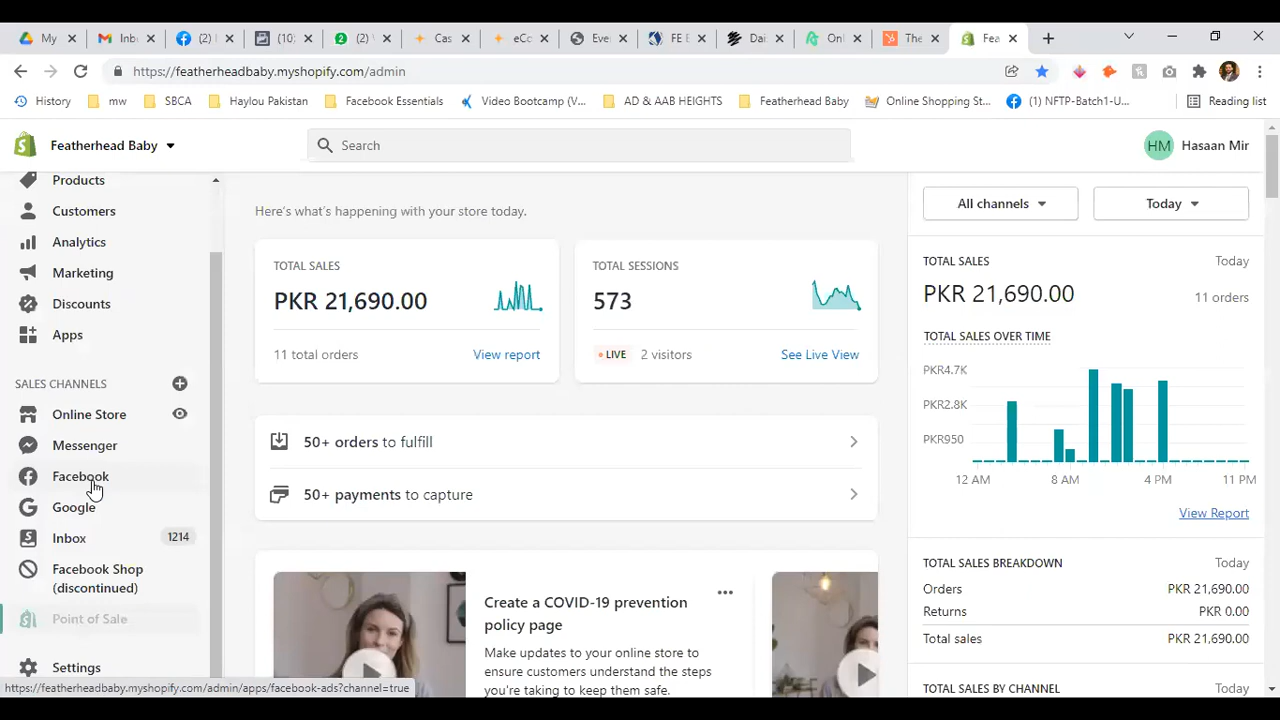 My
Inb
(2)
(10
(2)
Cas
eCo
Eve
FE E
Dai
Onl
The
Fea
https://featherheadbaby.myshopify.com/admin
History
mw
SBCA
Haylou Pakistan
Facebook Essentials
Video Bootcamp (V...
AD & AAB HEIGHTS
Featherhead Baby
Online Shopping St...
(1) NFTP-Batch1-U...
Reading list
Featherhead Baby
Search
HM
Hasaan Mir
Products
Customers
Analytics
Marketing
Discounts
Apps
SALES CHANNELS
Online Store
Messenger
Facebook
Google
Inbox
1214
Facebook Shop
(discontinued)
Point of Sale
Settings
https://featherheadbaby.myshopify.com/admin/apps/facebook-ads?channel=true
Here's what's happening with your store today.
TOTAL SALES
PKR 21,690.00
11 total orders
View report
TOTAL SESSIONS
573
LIVE
2 visitors
See Live View
50+ orders to fulfill
50+ payments to capture
Create a COVID-19 prevention
policy page
Make updates to your online store to
ensure customers understand the steps
you're taking to keep them safe.
All channels
Today
TOTAL SALES
Today
PKR 21,690.00
11 orders
TOTAL SALES OVER TIME
PKR4.7K
PKR2.8K
PKR950
12 AM
8 AM
4 PM
11 PM
View Report
TOTAL SALES BREAKDOWN
Today
Orders
PKR 21,690.00
Returns
PKR 0.00
Total sales
PKR 21,690.00
TOTAL SALES BY CHANNEL
Today